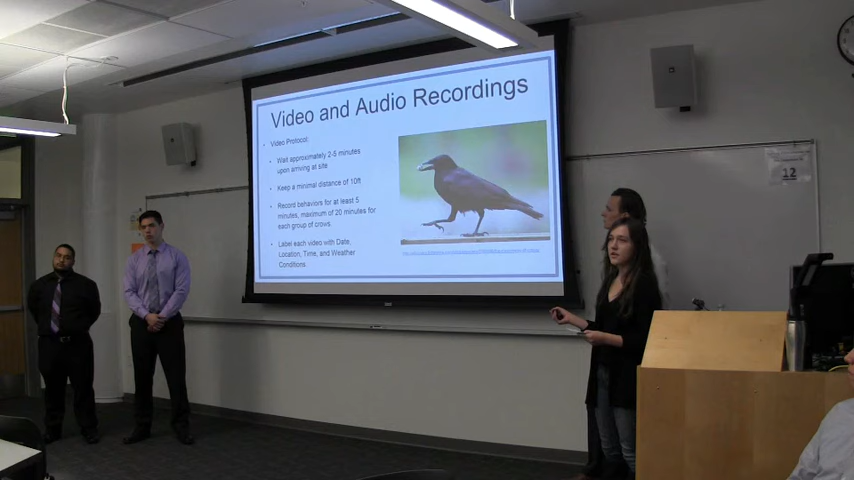 Video and Audio Recordings
Video Protocol:
Wait approximately 2-5 minutes
upon arriving at site
Keep a minimal distance of 10ft
Record behaviors for at least 5
minutes, maximum of 20 minutes for
each group of crows.
Label each video with Date,
Location, Time, and Weather
Conditions.
12